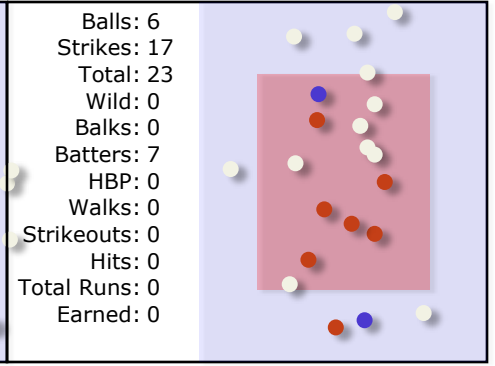 Balls: 6
Strikes: 17
Total: 23
Wild: 0
Balks: 0
Batters: 7
HBP: 0
Walks: 0
Strikeouts: 0
Hits: 0
Total Runs: 0
Earned: 0